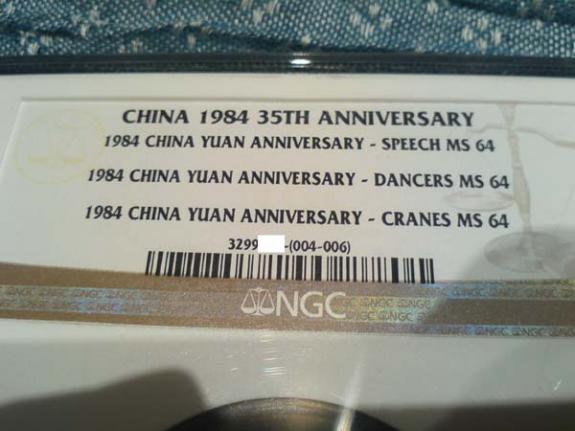 CHINA 1984 35TH ANNIVERSARY
1984 CHINA YUAN ANNIVERSARY - SPEECH MS 64
1984 CHINA YUAN ANNIVERSARY - DANCERS MS 64
1984 CHINA YUAN ANNIVERSARY - CRANES MS 64
3299 -(004-006)
NGC